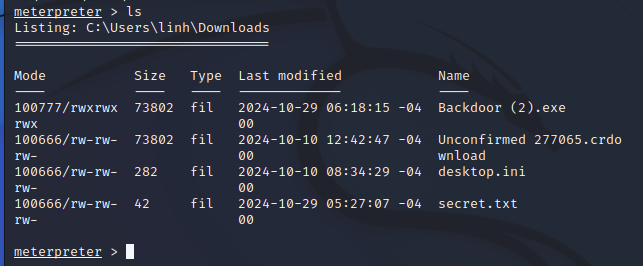 meterpreter > ls
Listing: C:\Users\linh\Downloads
================================
Mode Size Type Last modified Name
---- ---- ---- ------------- ----
100777/rwxrwx 73802 fil 2024-10-29 06:18:15 -04 Backdoor (2).exe
rwx 00
100666/rw-rw- 73802 fil 2024-10-10 12:42:47 -04 Unconfirmed 277065.crdo
rw- 00 wnload
100666/rw-rw- 282 fil 2024-10-10 08:34:29 -04 desktop.ini
rw- 00
100666/rw-rw- 42 fil 2024-10-29 05:27:07 -04 secret.txt
rw- 00
meterpreter >